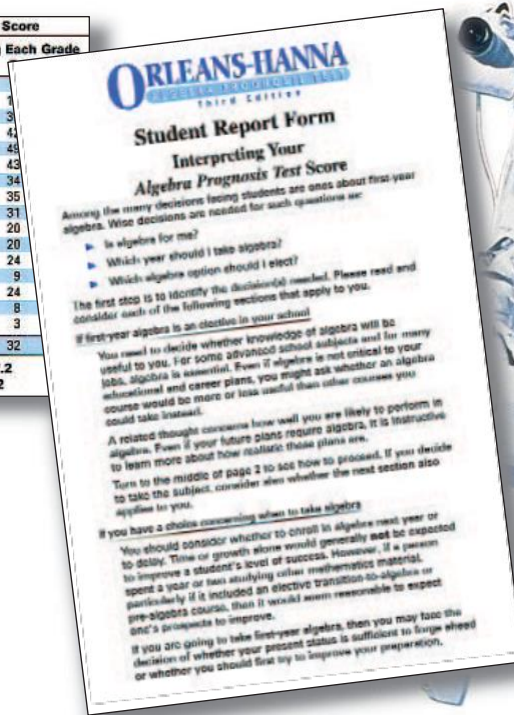 Score
Each Grade
3
42
49
43
34
35
31
20
20
24
9
24
8
3
32
.2
2
ORLEANS-HANNA
ALGEBRA PROGNOSIS TEST
Third Edition
Student Report Form
Interpreting Your
Algebra Prognosis Test Score
Among the many decisions facing students are ones about first-year
algebra. Wise decisions are needed for such questions as:
► Is algebra for me?
► Which year should I take algebra?
► Which algebra option should I elect?
The first step is to identify the decision(s) needed. Please read and
consider each of the following sections that apply to you.
If first-year algebra is an elective in your school
You need to decide whether knowledge of algebra will be
useful to you. For some advanced school subjects and for many
jobs, algebra is essential. Even if algebra is not critical to your
educational and career plans, you might ask whether an algebra
course would be more or less useful than other courses you
could take instead.
A related thought concerns how well you are likely to perform in
algebra. Even if your future plans require algebra, it is instructive
to learn more about how realistic these plans are.
Turn to the middle of page 2 to see how to proceed. If you decide
to take the subject, consider also whether the next section also
applies to you.
If you have a choice concerning when to take algebra
You should consider whether to enroll in algebra next year or
to delay. Time or growth alone would generally not be expected
to improve a student's level of success. However, if a person
spent a year or two studying other mathematics material,
particularly if it included an elective transition-to-algebra or
pre-algebra course, then it would seem reasonable to expect
one's prospects to improve.
If you are going to take first-year algebra, then you may face the
decision of whether your present status is sufficient to forge ahead
or whether you should first try to improve your preparation.